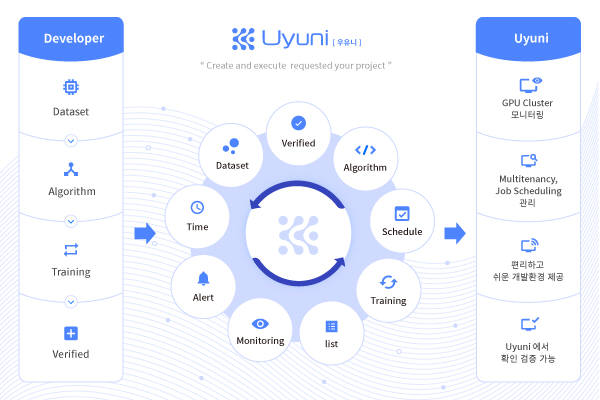 Developer
Dataset
Algorithm
Training
Verified
Uyuni [ 우유니 ]
“ Create and execute requested your project ”
Verified
Algorithm
Schedule
Training
list
Monitoring
Alert
Time
Dataset
Uyuni
GPU Cluster
모니터링
Multitenancy,
Job Scheduling
관리
편리하고
쉬운 개발환경 제공
Uyuni 에서
확인 검증 가능